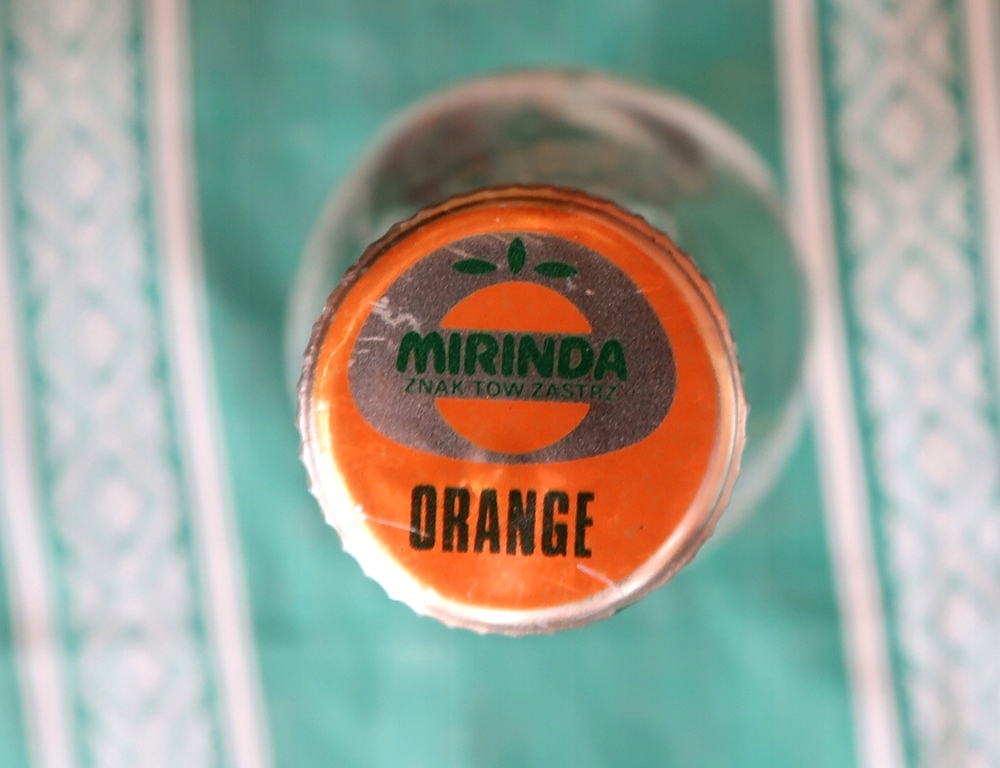 MIRINDA
ZNAK TOW. ZASTRZ
ORANGE